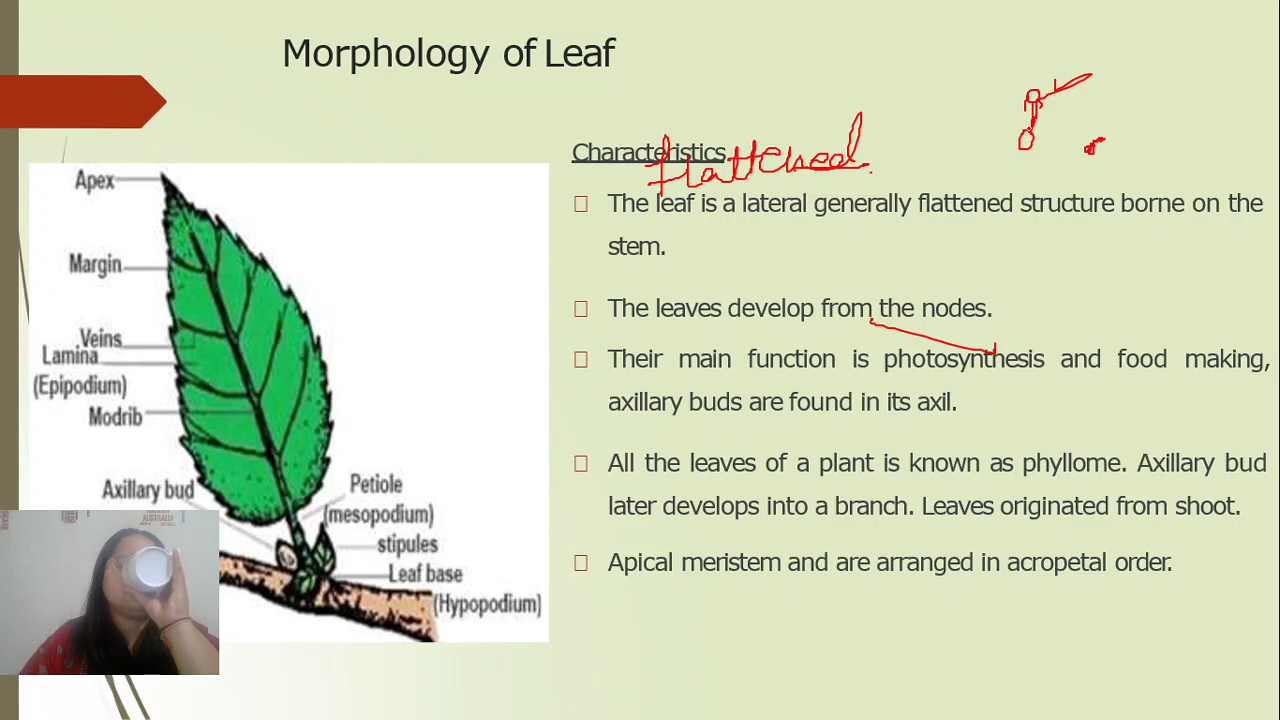 Morphology of Leaf
flattened
Characteristics
The leaf is a lateral generally flattened structure borne on the
stem.
The leaves develop from the nodes.
Their main function is photosynthesis and food making,
axillary buds are found in its axil.
All the leaves of a plant is known as phyllome. Axillary bud
later develops into a branch. Leaves originated from shoot.
Apical meristem and are arranged in acropetal order.
Apex
Margin
Veins
Lamina
(Epipodium)
Modrib
Axillary bud
Petiole
(mesopodium)
stipules
Leaf base
(Hypopodium)